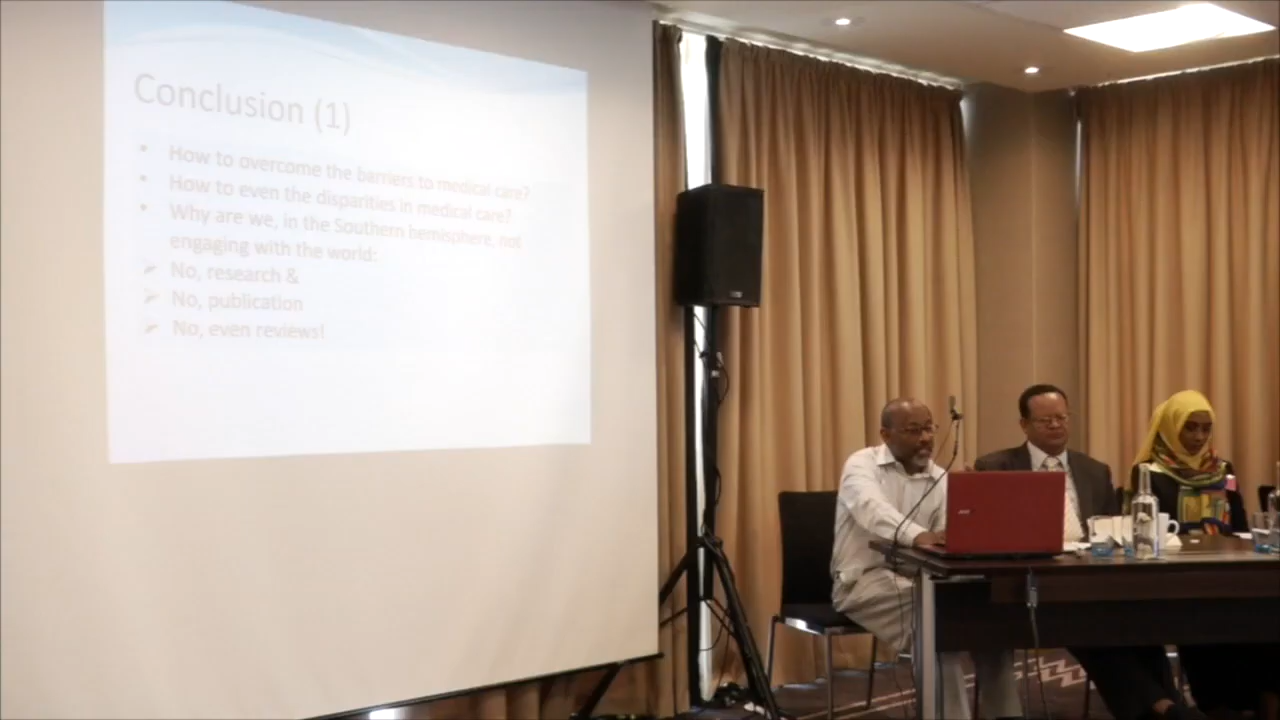 Conclusion (1)
• How to overcome the barriers to medical care?
• How to even the disparities in medical care?
• Why are we, in the Southern hemisphere, not
engaging with the world:
➢ No, research &
➢ No, publication
➢ No, even reviews!
acer